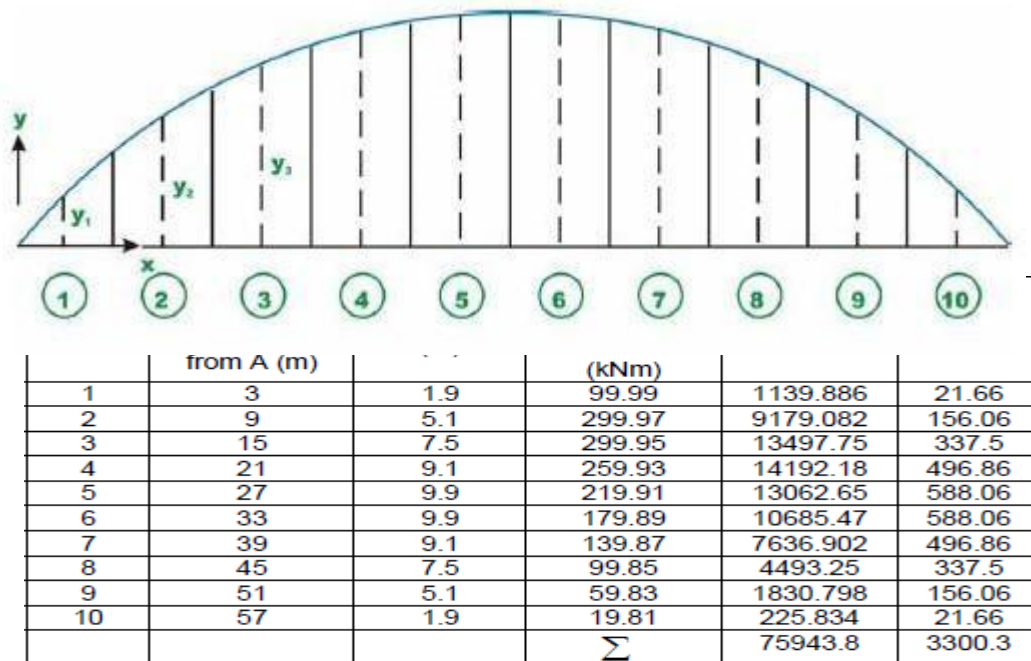 y
y₁
y₂
y₃
x
1 2 3 4 5 6 7 8 9 10
from A (m) (kNm)
1 3 1.9 99.99 1139.886 21.66
2 9 5.1 299.97 9179.082 156.06
3 15 7.5 299.95 13497.75 337.5
4 21 9.1 259.93 14192.18 496.86
5 27 9.9 219.91 13062.65 588.06
6 33 9.9 179.89 10685.47 588.06
7 39 9.1 139.87 7636.902 496.86
8 45 7.5 99.85 4493.25 337.5
9 51 5.1 59.83 1830.798 156.06
10 57 1.9 19.81 225.834 21.66
∑ 75943.8 3300.3